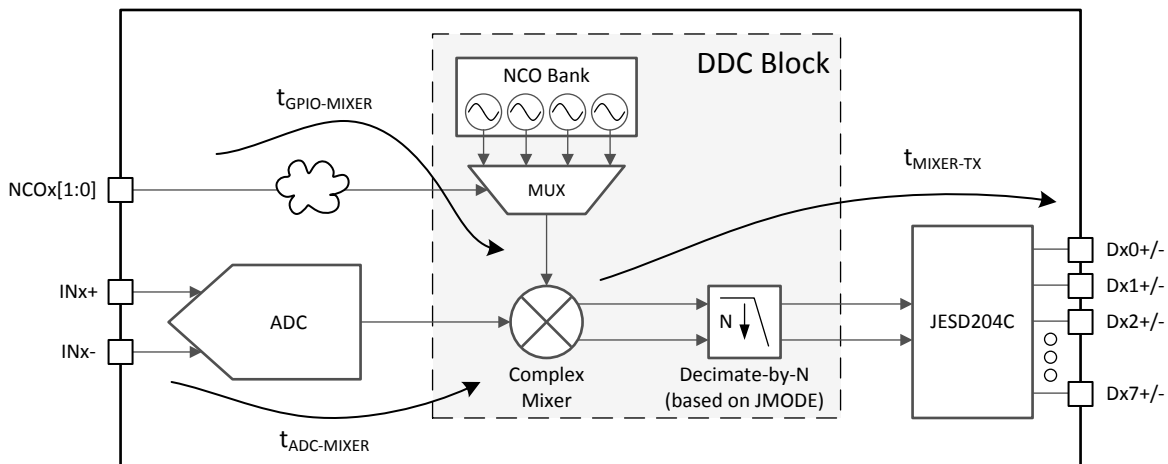 NCO Bank
DDC Block
tGPIO-MIXER
MUX
tMIXER-TX
NCOx[1:0]
INx+
INx-
ADC
N
JESD204C
Dx0+/-
Dx1+/-
Dx2+/-
Dx7+/-
Complex
Mixer
Decimate-by-N
(based on JMODE)
tADC-MIXER